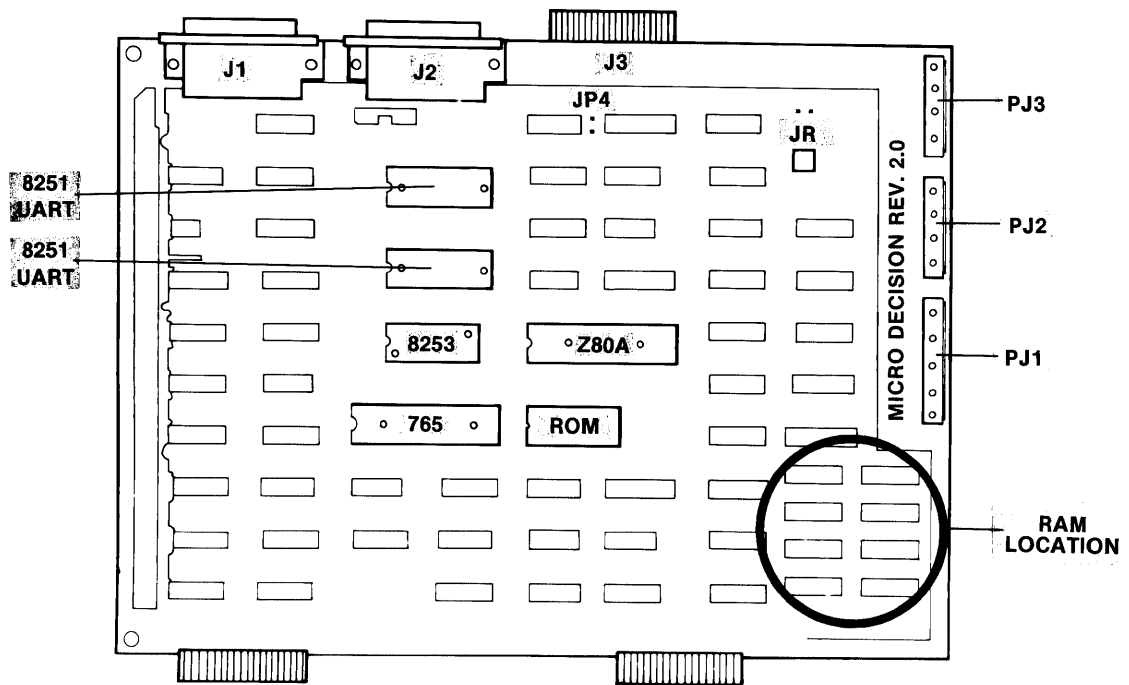 J1
J2
J3
JP4
JR
PJ3
8251
UART
MICRO DECISION REV. 2.0
PJ2
8251
UART
8253
Z80A
PJ1
765
ROM
RAM
LOCATION